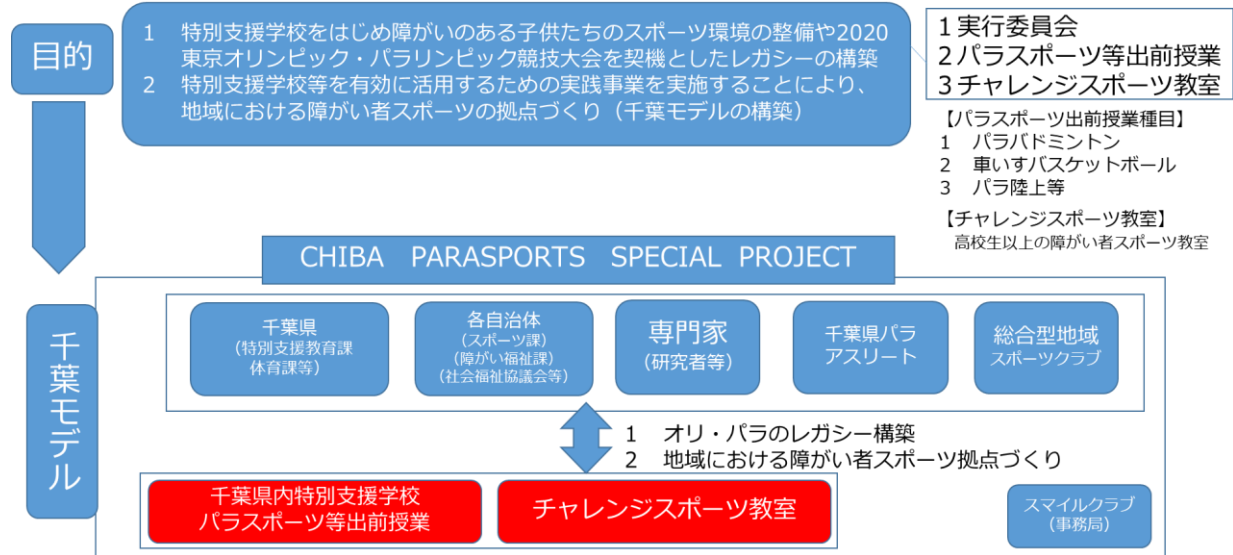 目的
1 特別支援学校をはじめ障がいのある子供たちのスポーツ環境の整備や2020
東京オリンピック・パラリンピック競技大会を契機としたレガシーの構築
2 特別支援学校等を有効に活用するための実践事業を実施することにより、
地域における障がい者スポーツの拠点づくり（千葉モデルの構築）
1 実行委員会
2 パラスポーツ等出前授業
3 チャレンジスポーツ教室
【パラスポーツ出前授業種目】
1 パラバドミントン
2 車いすバスケットボール
3 パラ陸上等
【チャレンジスポーツ教室】
高校生以上の障がい者スポーツ教室
CHIBA PARASPORTS SPECIAL PROJECT
千葉モデル
千葉県
（特別支援教育課
体育課等）
各自治体
（スポーツ課）
（障がい福祉課）
（社会福祉協議会等）
専門家
（研究者等）
千葉県パラ
アスリート
総合型地域
スポーツクラブ
1 オリ・パラのレガシー構築
2 地域における障がい者スポーツ拠点づくり
千葉県内特別支援学校
パラスポーツ等出前授業
チャレンジスポーツ教室
スマイルクラブ
（事務局）